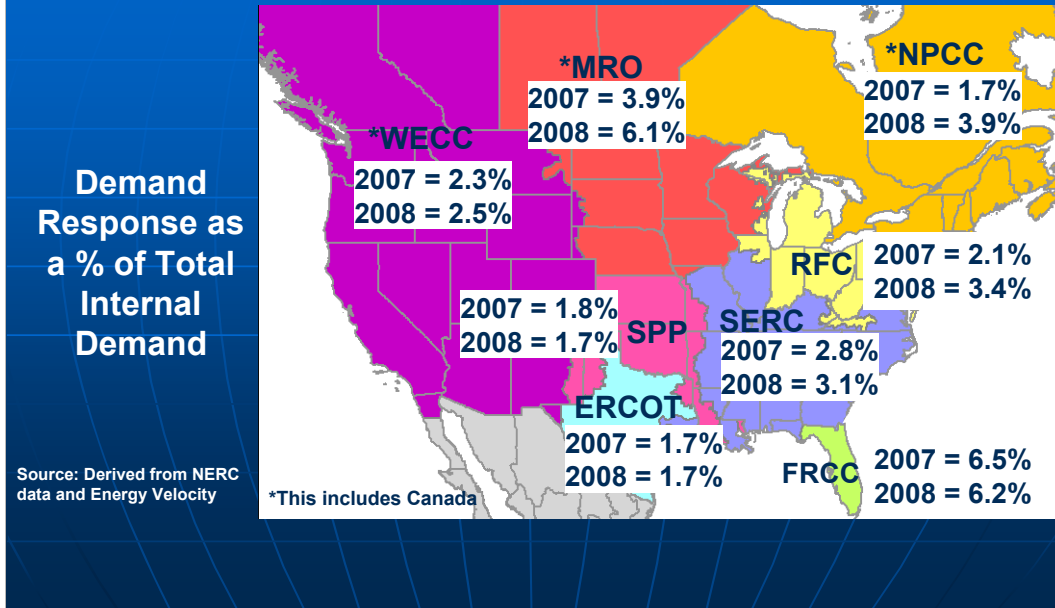 Demand
Response as
a % of Total
Internal
Demand
Source: Derived from NERC
data and Energy Velocity
*WECC
2007 = 2.3%
2008 = 2.5%
*MRO
2007 = 3.9%
2008 = 6.1%
*NPCC
2007 = 1.7%
2008 = 3.9%
RFC
2007 = 2.1%
2008 = 3.4%
SPP
2007 = 1.8%
2008 = 1.7%
SERC
2007 = 2.8%
2008 = 3.1%
ERCOT
2007 = 1.7%
2008 = 1.7%
FRCC
2007 = 6.5%
2008 = 6.2%
*This includes Canada